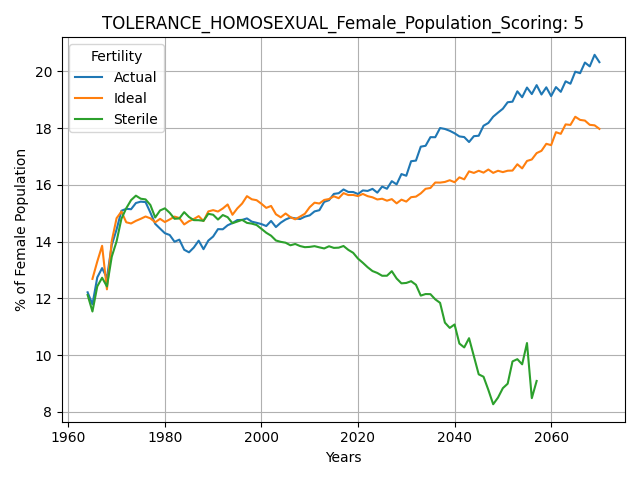 TOLERANCE_HOMOSEXUAL_Female_Population_Scoring: 5
Fertility
Actual
Ideal
Sterile
% of Female Population
20
18
16
14
12
10
8
1960 1980 2000 2020 2040 2060
Years